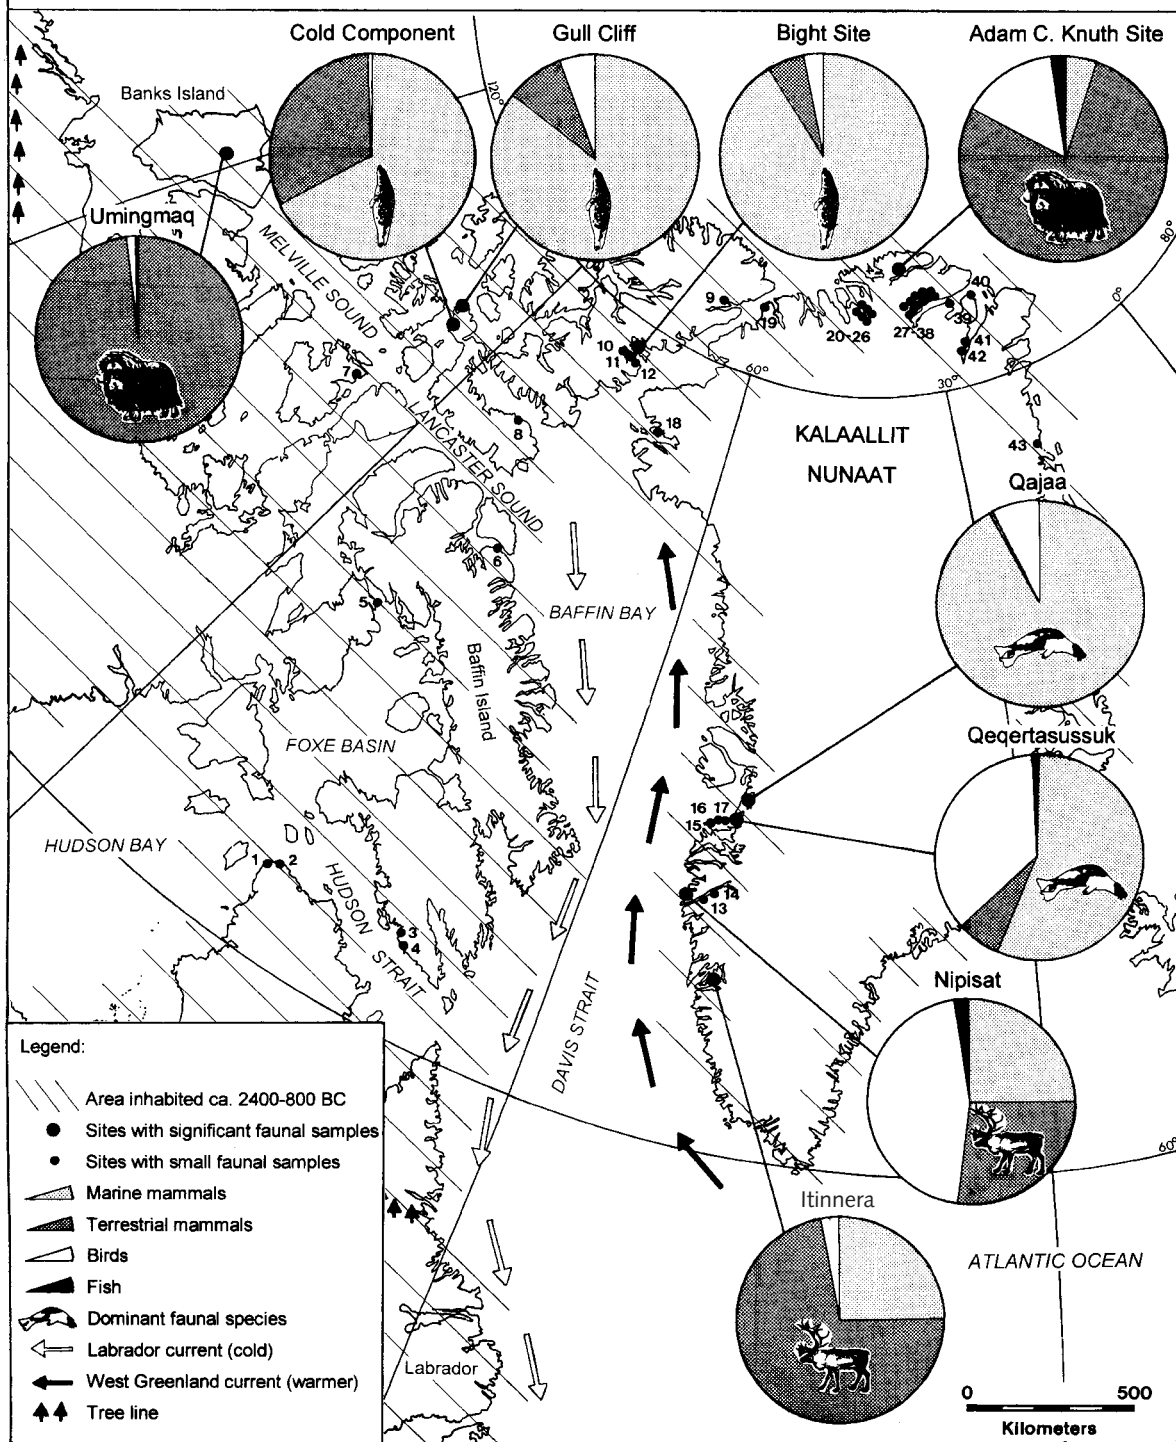 Cold Component
Gull Cliff
Bight Site
Adam C. Knuth Site
Banks Island
120°
80°
Umingmaq
MELVILLE SOUND
0°
9
19
20-26
27-38
39
40
41
42
10
11
12
60°
30°
7
8
18
LANCASTER SOUND
KALAALLIT
NUNAAT
43
Qajaa
6
5
BAFFIN BAY
Baffin Island
FOXE BASIN
Qeqertasussuk
HUDSON BAY
16
17
15
1
2
HUDSON
STRAIT
14
13
3
4
DAVIS STRAIT
Nipisat
60°
Itinnera
ATLANTIC OCEAN
Labrador
Legend:
Area inhabited ca. 2400-800 BC
Sites with significant faunal samples
Sites with small faunal samples
Marine mammals
Terrestrial mammals
Birds
Fish
Dominant faunal species
Labrador current (cold)
West Greenland current (warmer)
Tree line
0
500
Kilometers